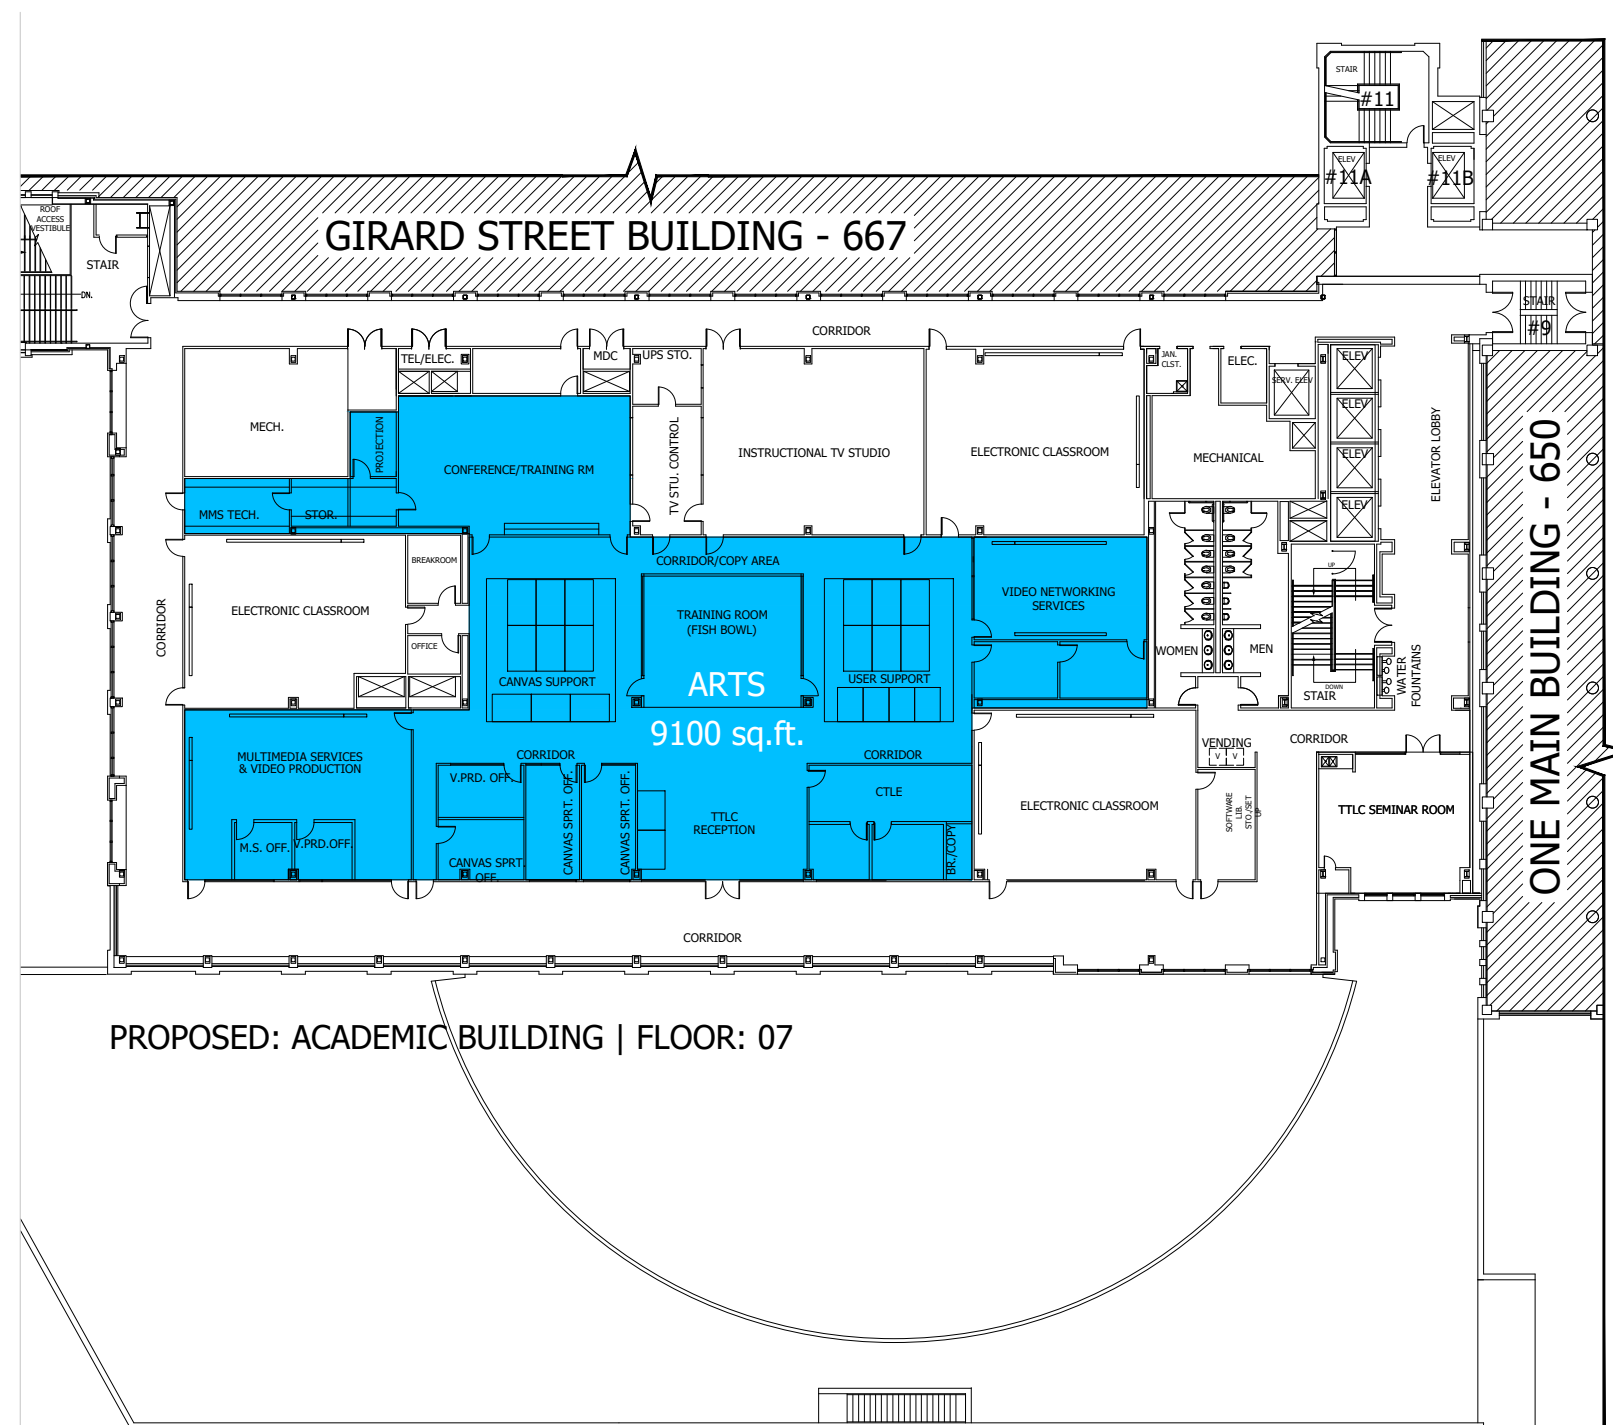 STAIR
#11
ELEV
#11A
ELEV
#11B
ROOF
ACCESS
VESTIBULE
STAIR
DN.
GIRARD STREET BUILDING - 667
STAIR
#9
CORRIDOR
TEL/ELEC.
MDC
UPS STO.
JAN.
CLST.
ELEC.
SERV. ELEV
ELEV
ELEV
ELEV
ELEV
ELEVATOR LOBBY
MECH.
PROJECTION
CONFERENCE/TRAINING RM
TV STU. CONTROL
INSTRUCTIONAL TV STUDIO
ELECTRONIC CLASSROOM
MECHANICAL
ONE MAIN BUILDING - 650
MMS TECH.
STOR.
CORRIDOR/COPY AREA
BREAKROOM
CORRIDOR
ELECTRONIC CLASSROOM
OFFICE
TRAINING ROOM
(FISH BOWL)
VIDEO NETWORKING
SERVICES
UP
WOMEN
MEN
CANVAS SUPPORT
USER SUPPORT
ARTS
9100 sq.ft.
DOWN
STAIR
WATER
FOUNTAINS
CORRIDOR
CORRIDOR
VENDING
V
V
CORRIDOR
MULTIMEDIA SERVICES
& VIDEO PRODUCTION
V.PRD. OFF.
CANVAS SPRT. OFF.
CANVAS SPRT. OFF.
CTLE
ELECTRONIC CLASSROOM
SOFTWARE
LIB.
STO./SET
UP
TTLC SEMINAR ROOM
TTLC
RECEPTION
M.S. OFF.
V.PRD.OFF.
CANVAS SPRT.
OFF.
BR./COPY
CORRIDOR
PROPOSED: ACADEMIC BUILDING | FLOOR: 07